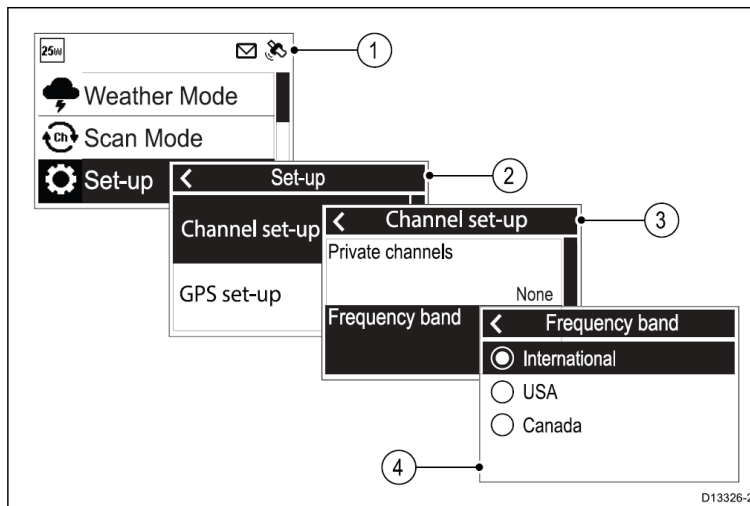 25W
1
Weather Mode
Ch Scan Mode
Set-up
Set-up
2
Channel set-up
Channel set-up
3
Private channels
GPS set-up
None
Frequency band
Frequency band
International
USA
Canada
4
D13326-2